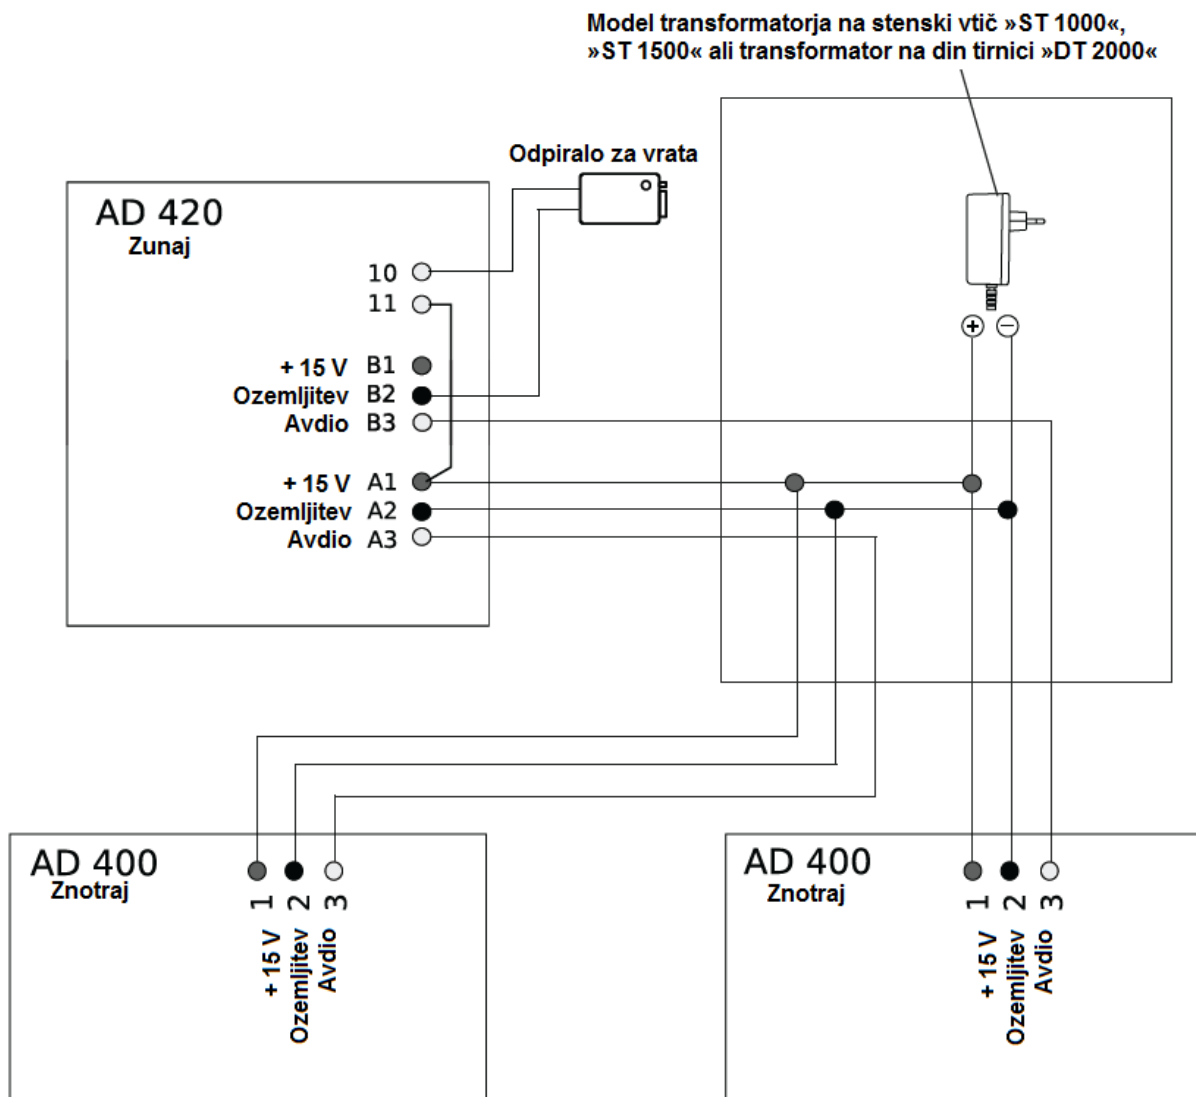 Model transformatorja na stenski vtič »ST 1000«,
»ST 1500« ali transformator na din tirnici »DT 2000«
Odpiralo za vrata
AD 420
Zunaj
10
11
+ 15 V B1
Ozemljitev B2
Avdio B3
+ 15 V A1
Ozemljitev A2
Avdio A3
+
−
AD 400
Znotraj
1
2
3
+ 15 V
Ozemljitev
Avdio
AD 400
Znotraj
1
2
3
+ 15 V
Ozemljitev
Avdio